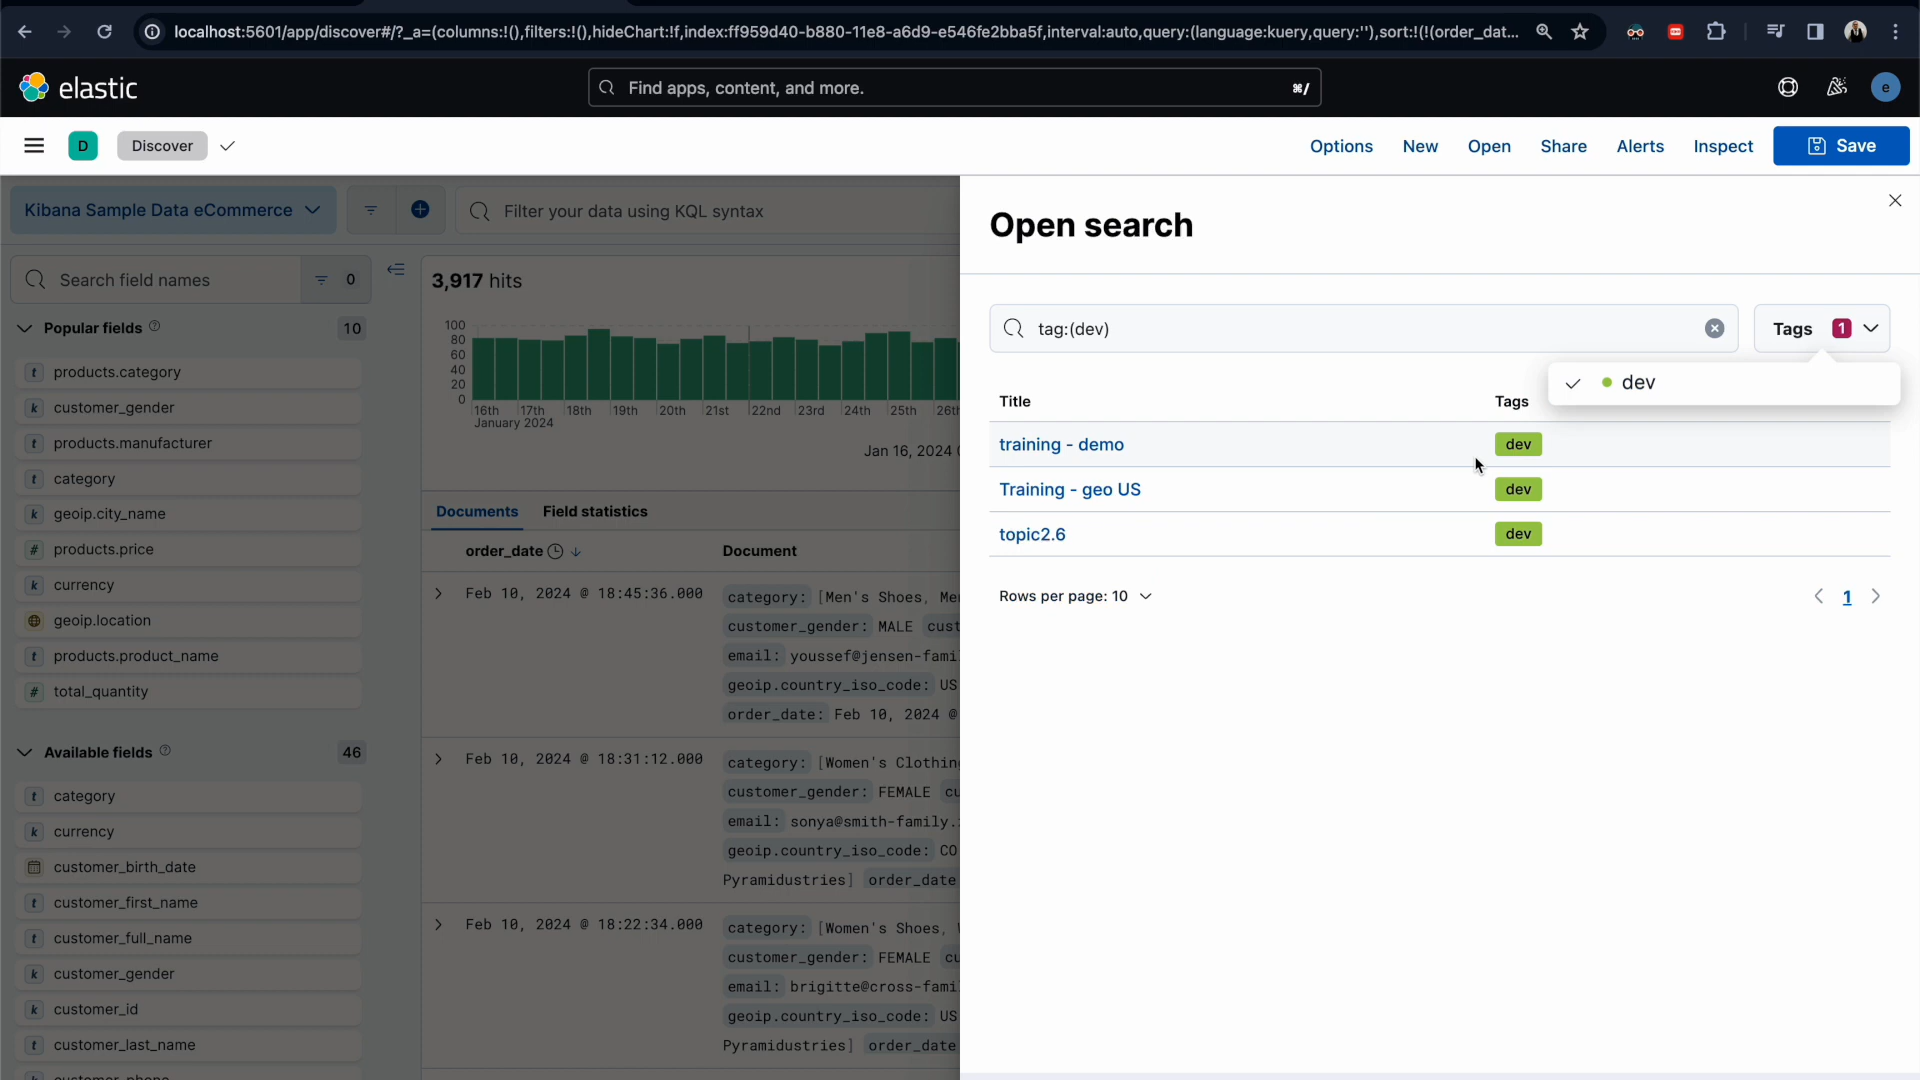 localhost:5601/app/discover#/?_a=(columns:!(),filters:!(),hideChart:!f,index:ff959d40-b880-11e8-a6d9-e546fe2bba5f,interval:auto,query:(language:kuery,query:''),sort:!(!(order_dat...
elastic
Find apps, content, and more.
⌘/
e
D
Discover
Options
New
Open
Share
Alerts
Inspect
Save
Kibana Sample Data eCommerce
Filter your data using KQL syntax
Search field names
0
Popular fields
10
t products.category
k customer_gender
t products.manufacturer
t category
k geoip.city_name
# products.price
k currency
geoip.location
t products.product_name
# total_quantity
Available fields
46
t category
k currency
customer_birth_date
t customer_first_name
t customer_full_name
k customer_gender
k customer_id
t customer_last_name
3,917 hits
100
80
60
40
20
0
16th 17th 18th 19th 20th 21st 22nd 23rd 24th 25th 26th
January 2024
Jan 16, 2024
Documents
Field statistics
order_date
Document
Feb 10, 2024 @ 18:45:36.000
category: [Men's Shoes,
customer_gender: MALE
email: youssef@jensen-fami
geoip.country_iso_code: US
order_date: Feb 10, 2024 @
Feb 10, 2024 @ 18:31:12.000
category: [Women's Clothin
customer_gender: FEMALE cu
email: sonya@smith-family.
geoip.country_iso_code: CO
Pyramidustries] order_date
Feb 10, 2024 @ 18:22:34.000
category: [Women's Shoes,
customer_gender: FEMALE cu
email: brigitte@cross-fami
geoip.country_iso_code: US
Pyramidustries] order_date
Open search
tag:(dev)
Tags 1
dev
Title
Tags
training - demo
dev
Training - geo US
dev
topic2.6
dev
Rows per page: 10
1